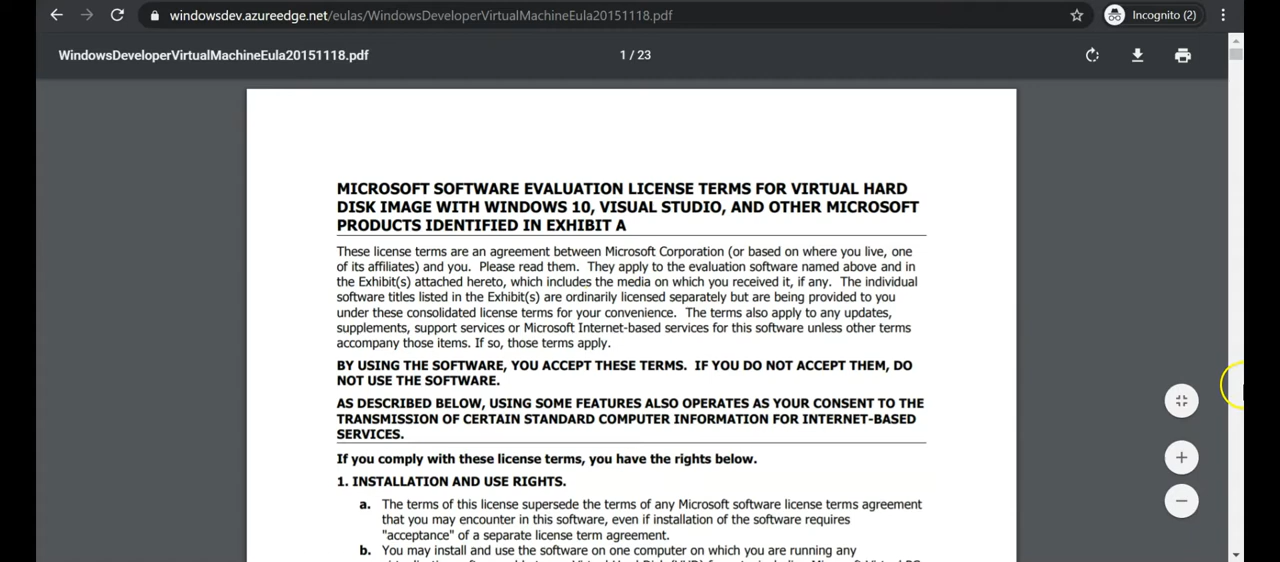 windowsdev.azureedge.net/eulas/WindowsDeveloperVirtualMachineEula20151118.pdf
Incognito (2)
WindowsDeveloperVirtualMachineEula20151118.pdf
1 / 23
MICROSOFT SOFTWARE EVALUATION LICENSE TERMS FOR VIRTUAL HARD
DISK IMAGE WITH WINDOWS 10, VISUAL STUDIO, AND OTHER MICROSOFT
PRODUCTS IDENTIFIED IN EXHIBIT A
These license terms are an agreement between Microsoft Corporation (or based on where you live, one
of its affiliates) and you. Please read them. They apply to the evaluation software named above and in
the Exhibit(s) attached hereto, which includes the media on which you received it, if any. The individual
software titles listed in the Exhibit(s) are ordinarily licensed separately but are being provided to you
under these consolidated license terms for your convenience. The terms also apply to any updates,
supplements, support services or Microsoft Internet-based services for this software unless other terms
accompany those items. If so, those terms apply.
BY USING THE SOFTWARE, YOU ACCEPT THESE TERMS. IF YOU DO NOT ACCEPT THEM, DO
NOT USE THE SOFTWARE.
AS DESCRIBED BELOW, USING SOME FEATURES ALSO OPERATES AS YOUR CONSENT TO THE
TRANSMISSION OF CERTAIN STANDARD COMPUTER INFORMATION FOR INTERNET-BASED
SERVICES.
If you comply with these license terms, you have the rights below.
1. INSTALLATION AND USE RIGHTS.
a. The terms of this license supersede the terms of any Microsoft software license terms agreement
that you may encounter in this software, even if installation of the software requires
"acceptance" of a separate license term agreement.
b. You may install and use the software on one computer on which you are running any